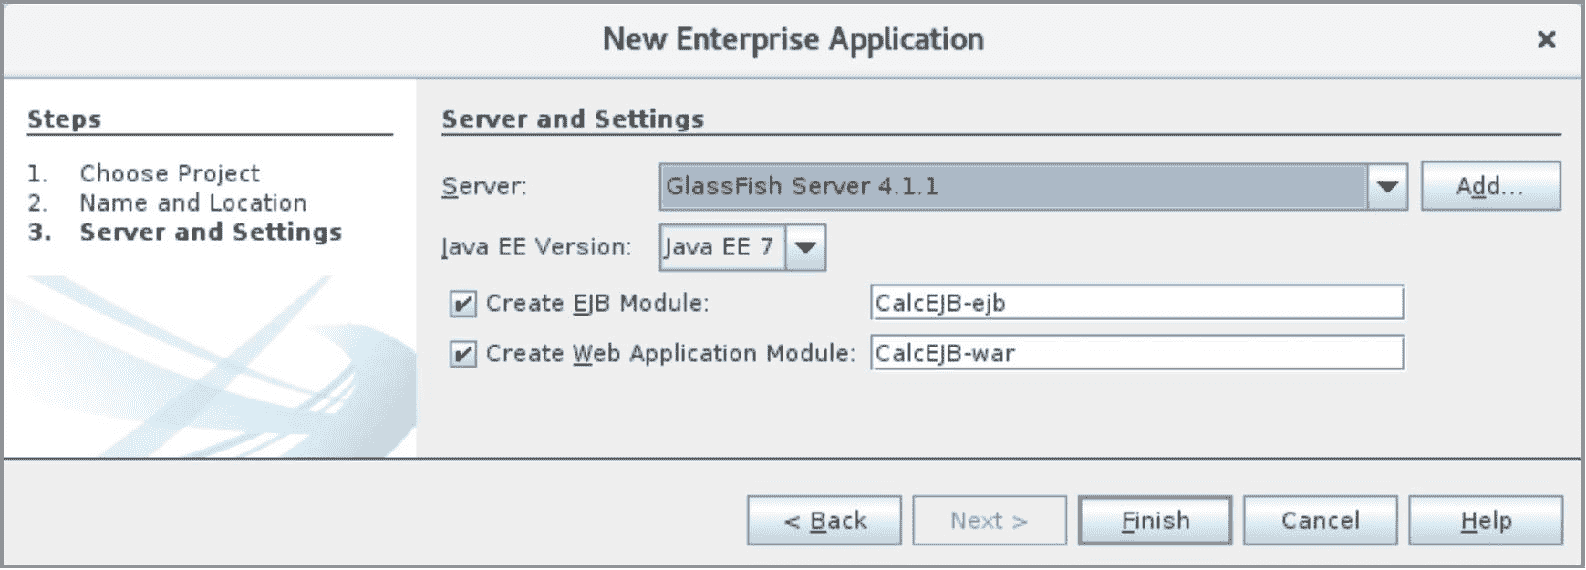 New Enterprise Application
Steps
1. Choose Project
2. Name and Location
3. Server and Settings
Server and Settings
Server: GlassFish Server 4.1.1 Add...
Java EE Version: Java EE 7
Create EJB Module: CalcEJB-ejb
Create Web Application Module: CalcEJB-war
< Back Next > Finish Cancel Help